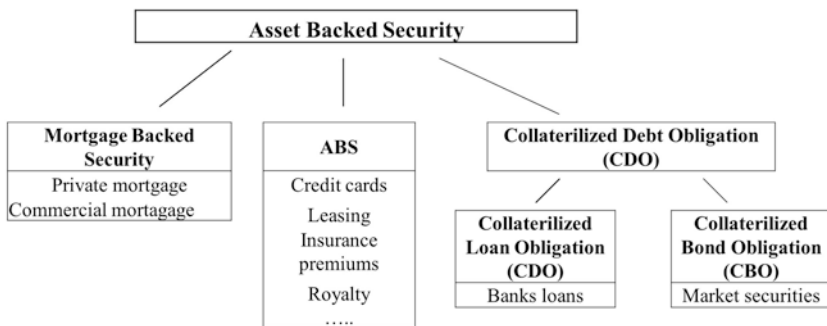 Asset Backed Security
Mortgage Backed
Security
Private mortgage
Commercial mortagage
ABS
Credit cards
Leasing
Insurance
premiums
Royalty
.....
Collaterilized Debt Obligation
(CDO)
Collaterilized
Loan Obligation
(CDO)
Banks loans
Collaterilized
Bond Obligation
(CBO)
Market securities